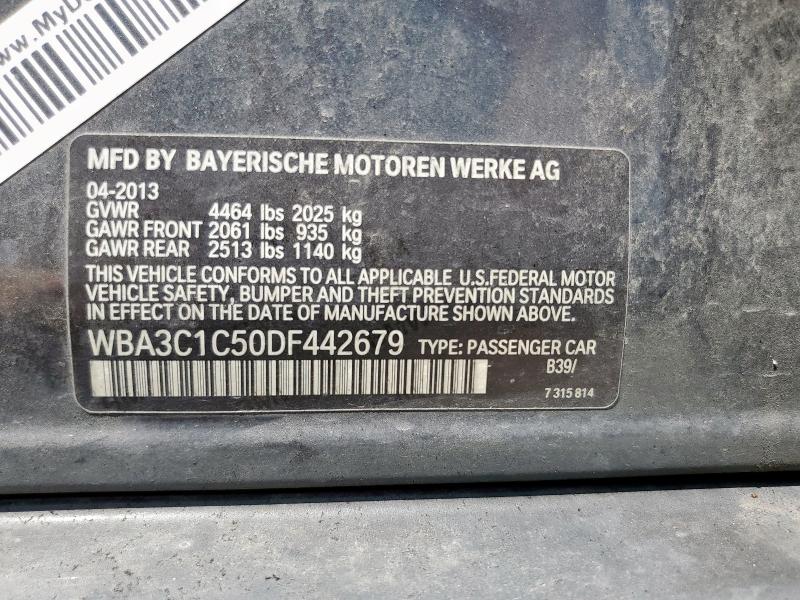 www.MyD
MFD BY BAYERISCHE MOTOREN WERKE AG
04-2013
GVWR 4464 lbs 2025 kg
GAWR FRONT 2061 lbs 935 kg
GAWR REAR 2513 lbs 1140 kg
THIS VEHICLE CONFORMS TO ALL APPLICABLE U.S.FEDERAL MOTOR
VEHICLE SAFETY, BUMPER AND THEFT PREVENTION STANDARDS
IN EFFECT ON THE DATE OF MANUFACTURE SHOWN ABOVE.
WBA3C1C50DF442679 TYPE: PASSENGER CAR
B39/
7 315 814